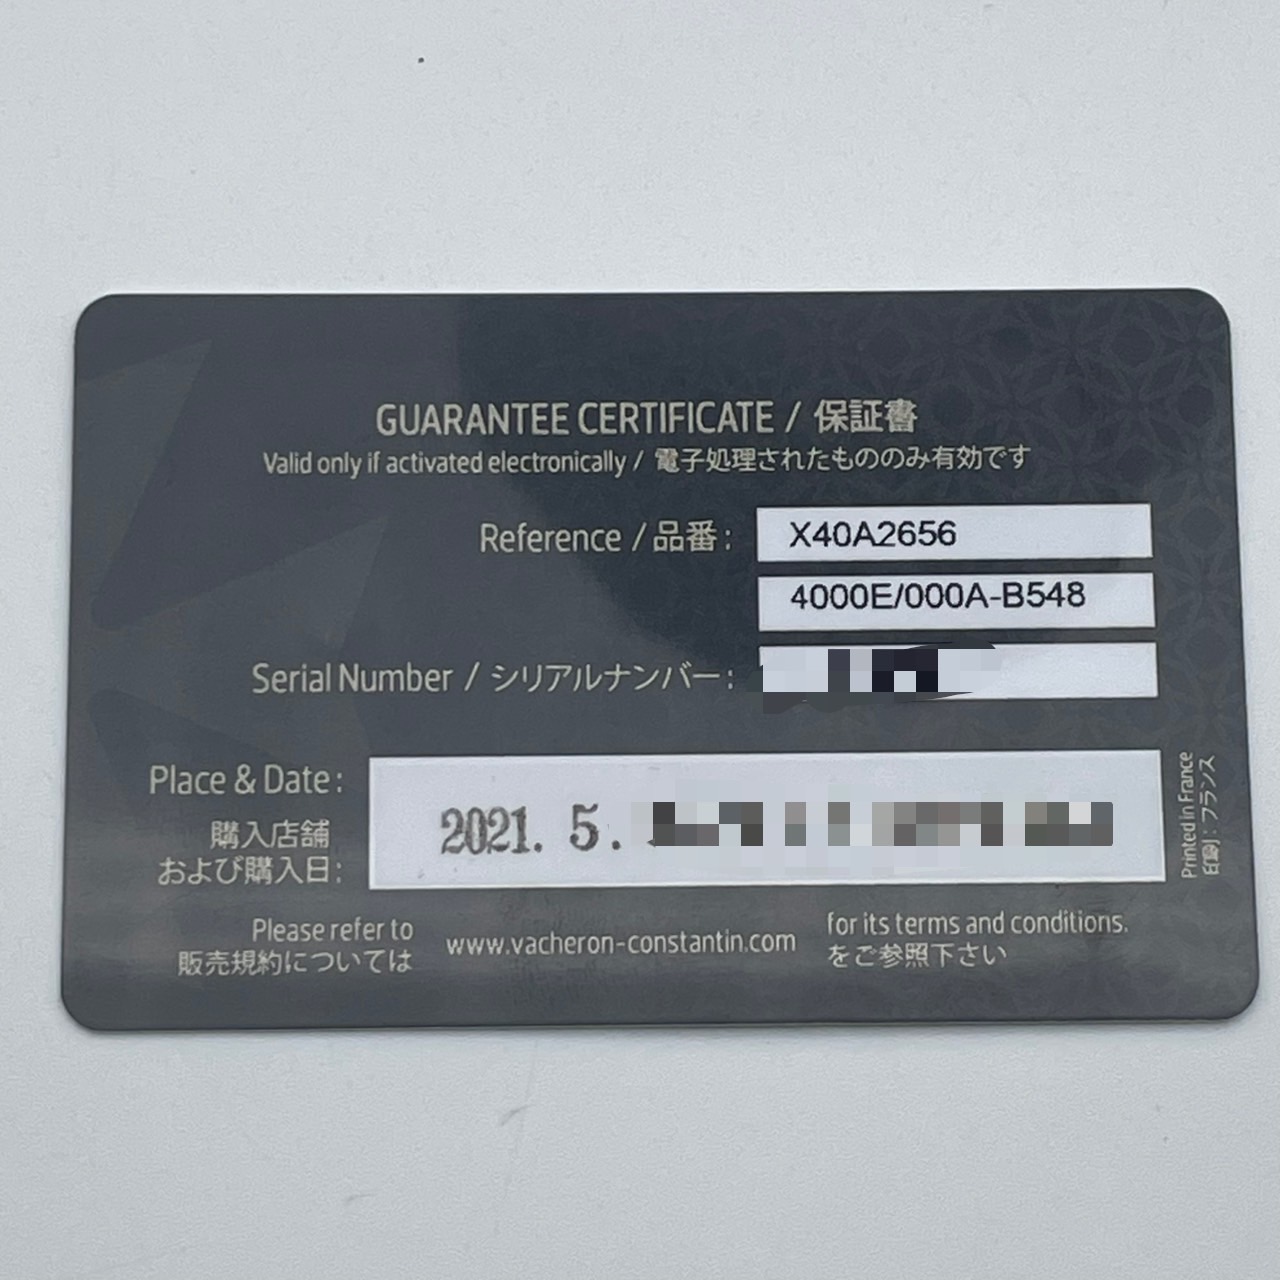 GUARANTEE CERTIFICATE / 保証書
Valid only if activated electronically / 電子処理されたもののみ有効です
Reference / 品番 : X40A2656
4000E/000A-B548
Serial Number / シリアルナンバー :
Place & Date :
購入店舗
および購入日 :
2021. 5.
Printed in France
印刷 : フランス
Please refer to
販売規約については
www.vacheron-constantin.com
for its terms and conditions.
をご参照下さい